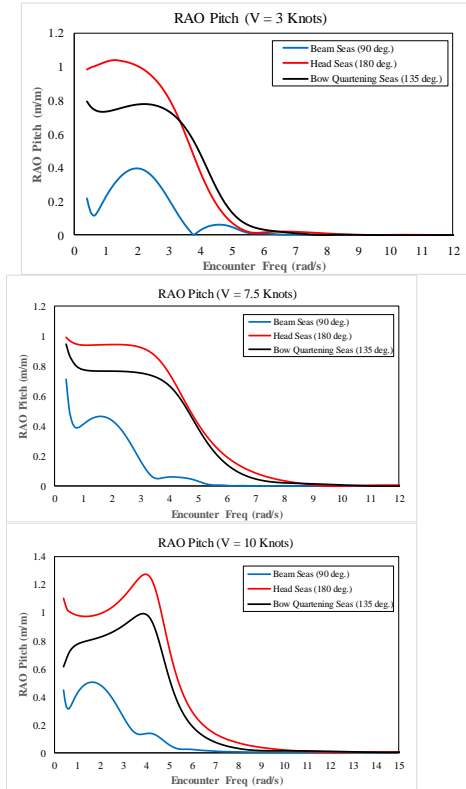 RAO Pitch (V = 3 Knots)
1.2
1
0.8
0.6
0.4
0.2
0
RAO Pitch (m/m)
Beam Seas (90 deg.)
Head Seas (180 deg.)
Bow Quartening Seas (135 deg.)
0 1 2 3 4 5 6 7 8 9 10 11 12
Encounter Freq (rad/s)
RAO Pitch (V = 7.5 Knots)
1.2
1
0.8
0.6
0.4
0.2
0
RAO Pitch (m/m)
Beam Seas (90 deg.)
Head Seas (180 deg.)
Bow Quartening Seas (135 deg.)
0 1 2 3 4 5 6 7 8 9 10 11 12
Encounter Freq (rad/s)
RAO Pitch (V = 10 Knots)
1.4
1.2
1
0.8
0.6
0.4
0.2
0
RAO Pitch (m/m)
Beam Seas (90 deg.)
Head Seas (180 deg.)
Bow Quartening Seas (135 deg.)
0 1 2 3 4 5 6 7 8 9 10 11 12 13 14 15
Encounter Freq (rad/s)